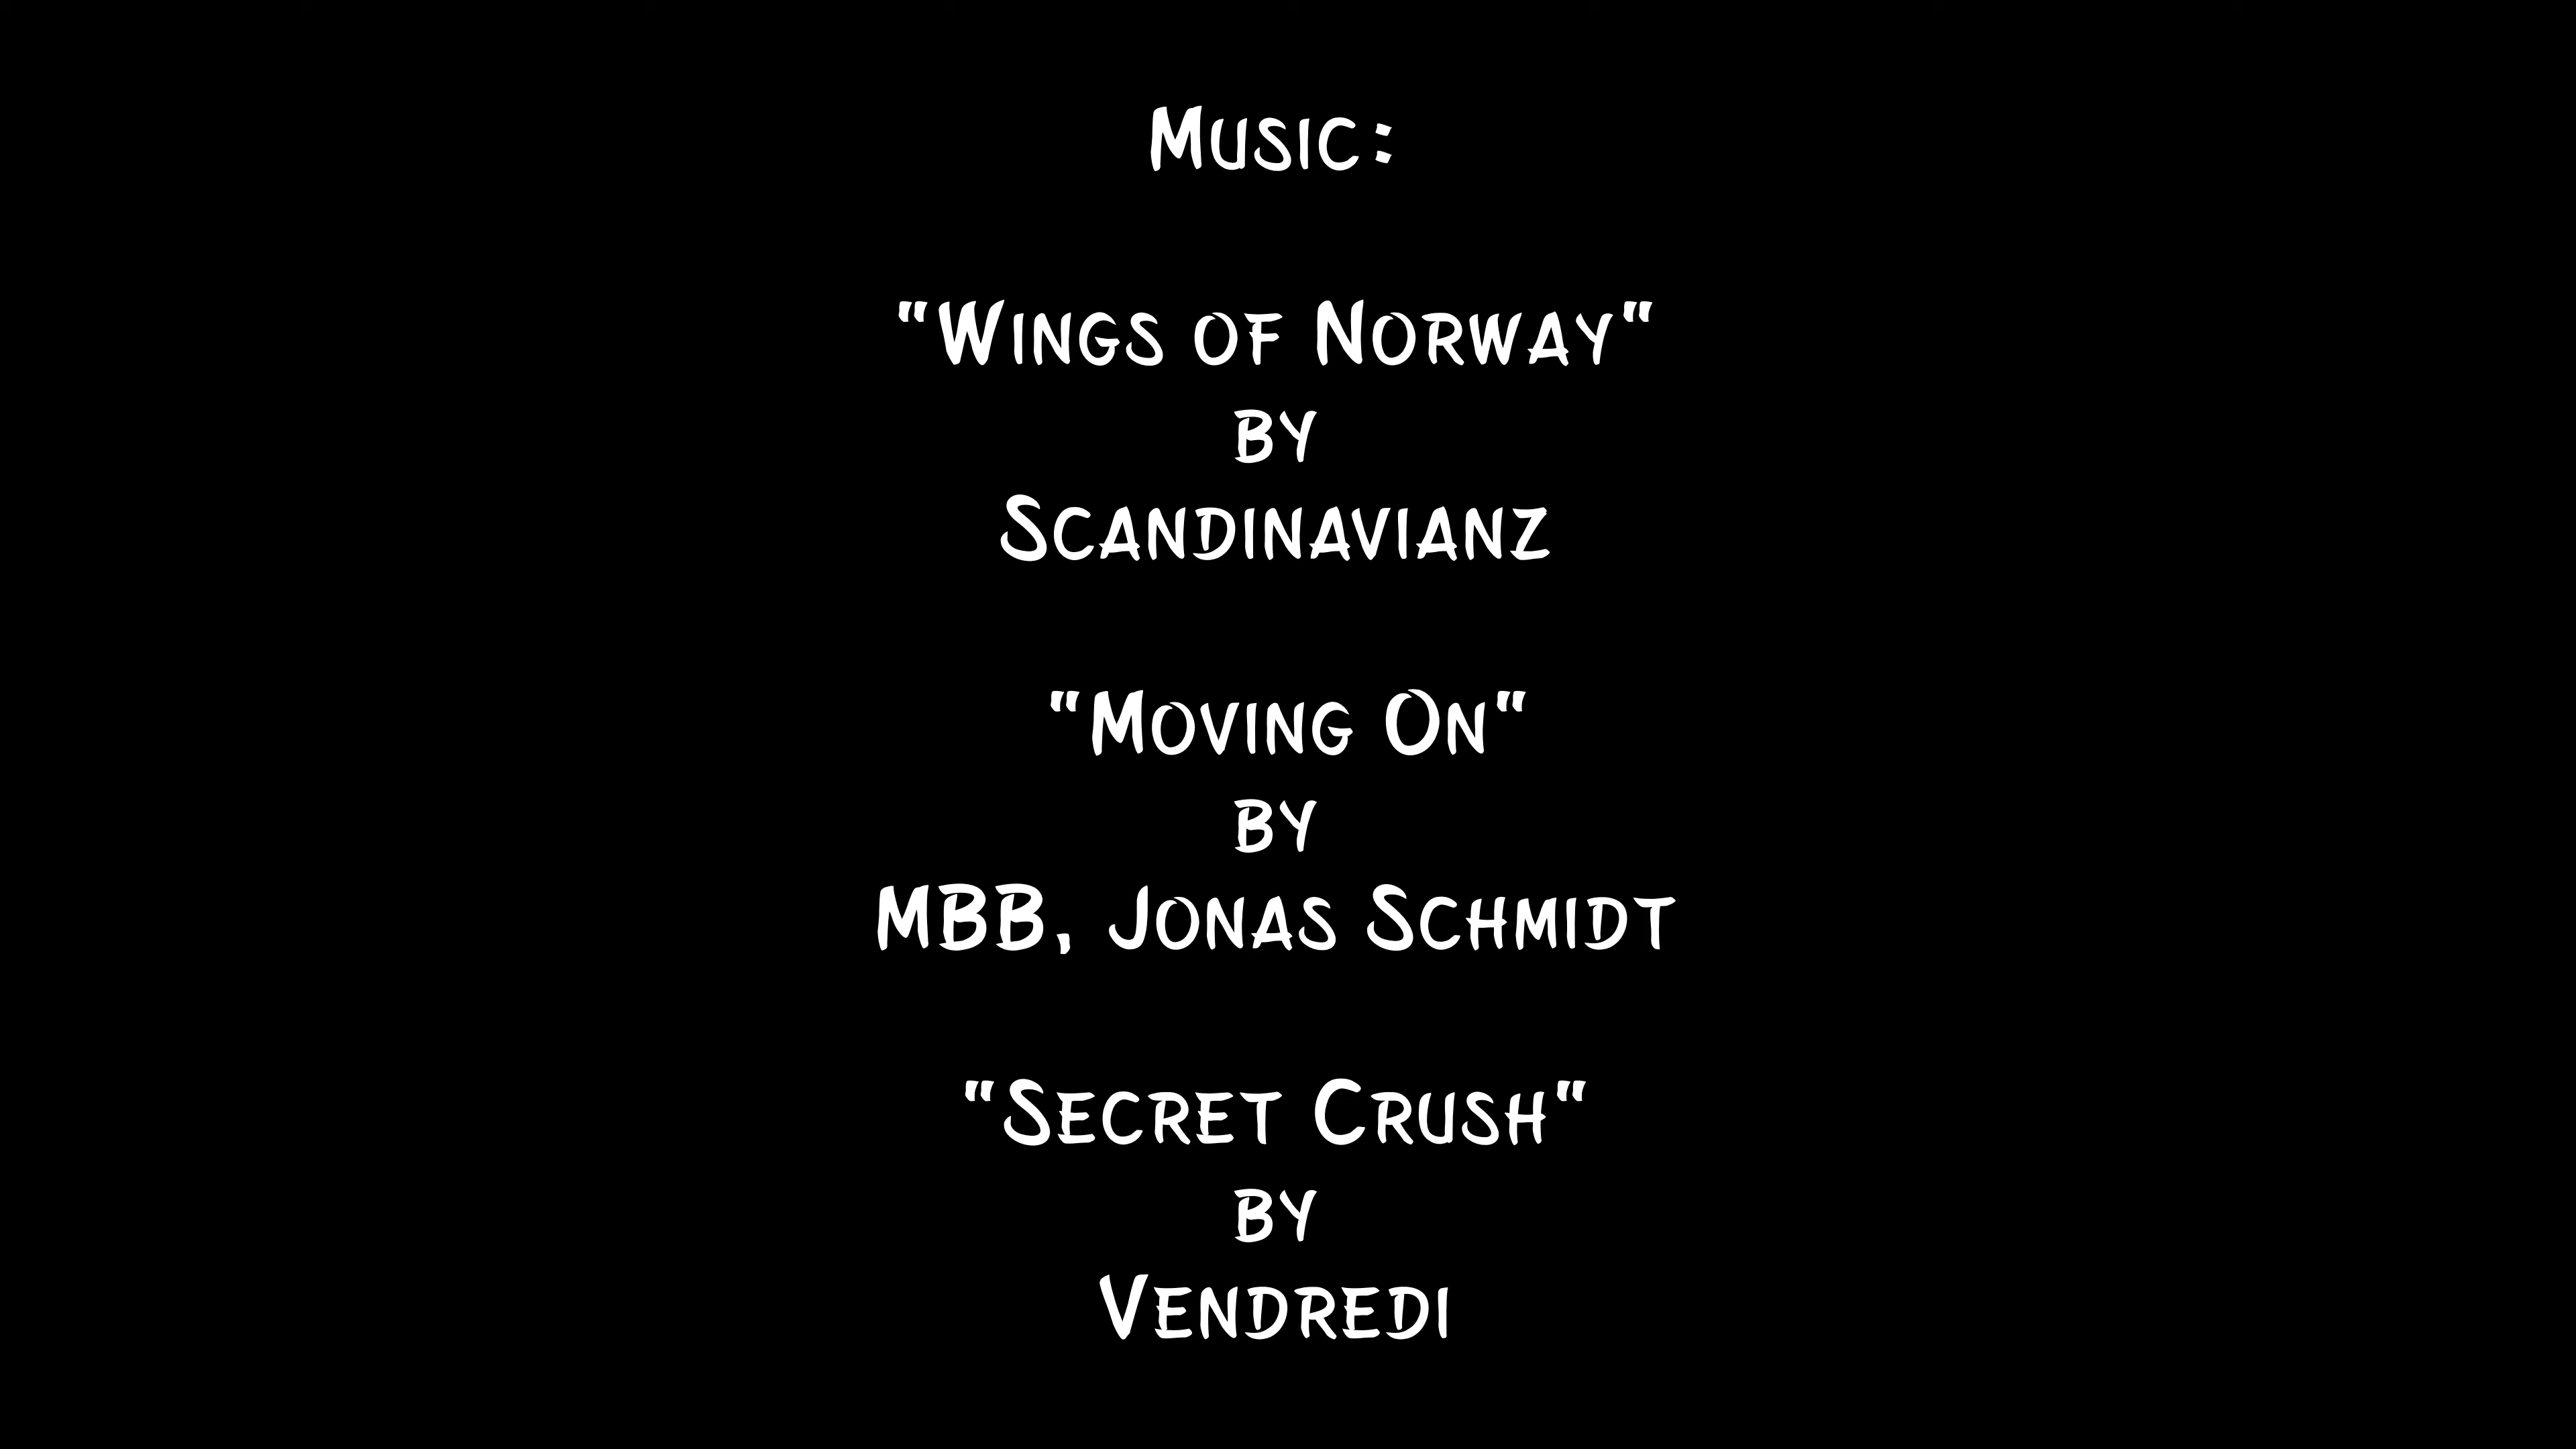 Music:
“Wings of Norway“
by
Scandinavianz
“Moving On“
by
MBB, Jonas Schmidt
“Secret Crush“
by
Vendredi